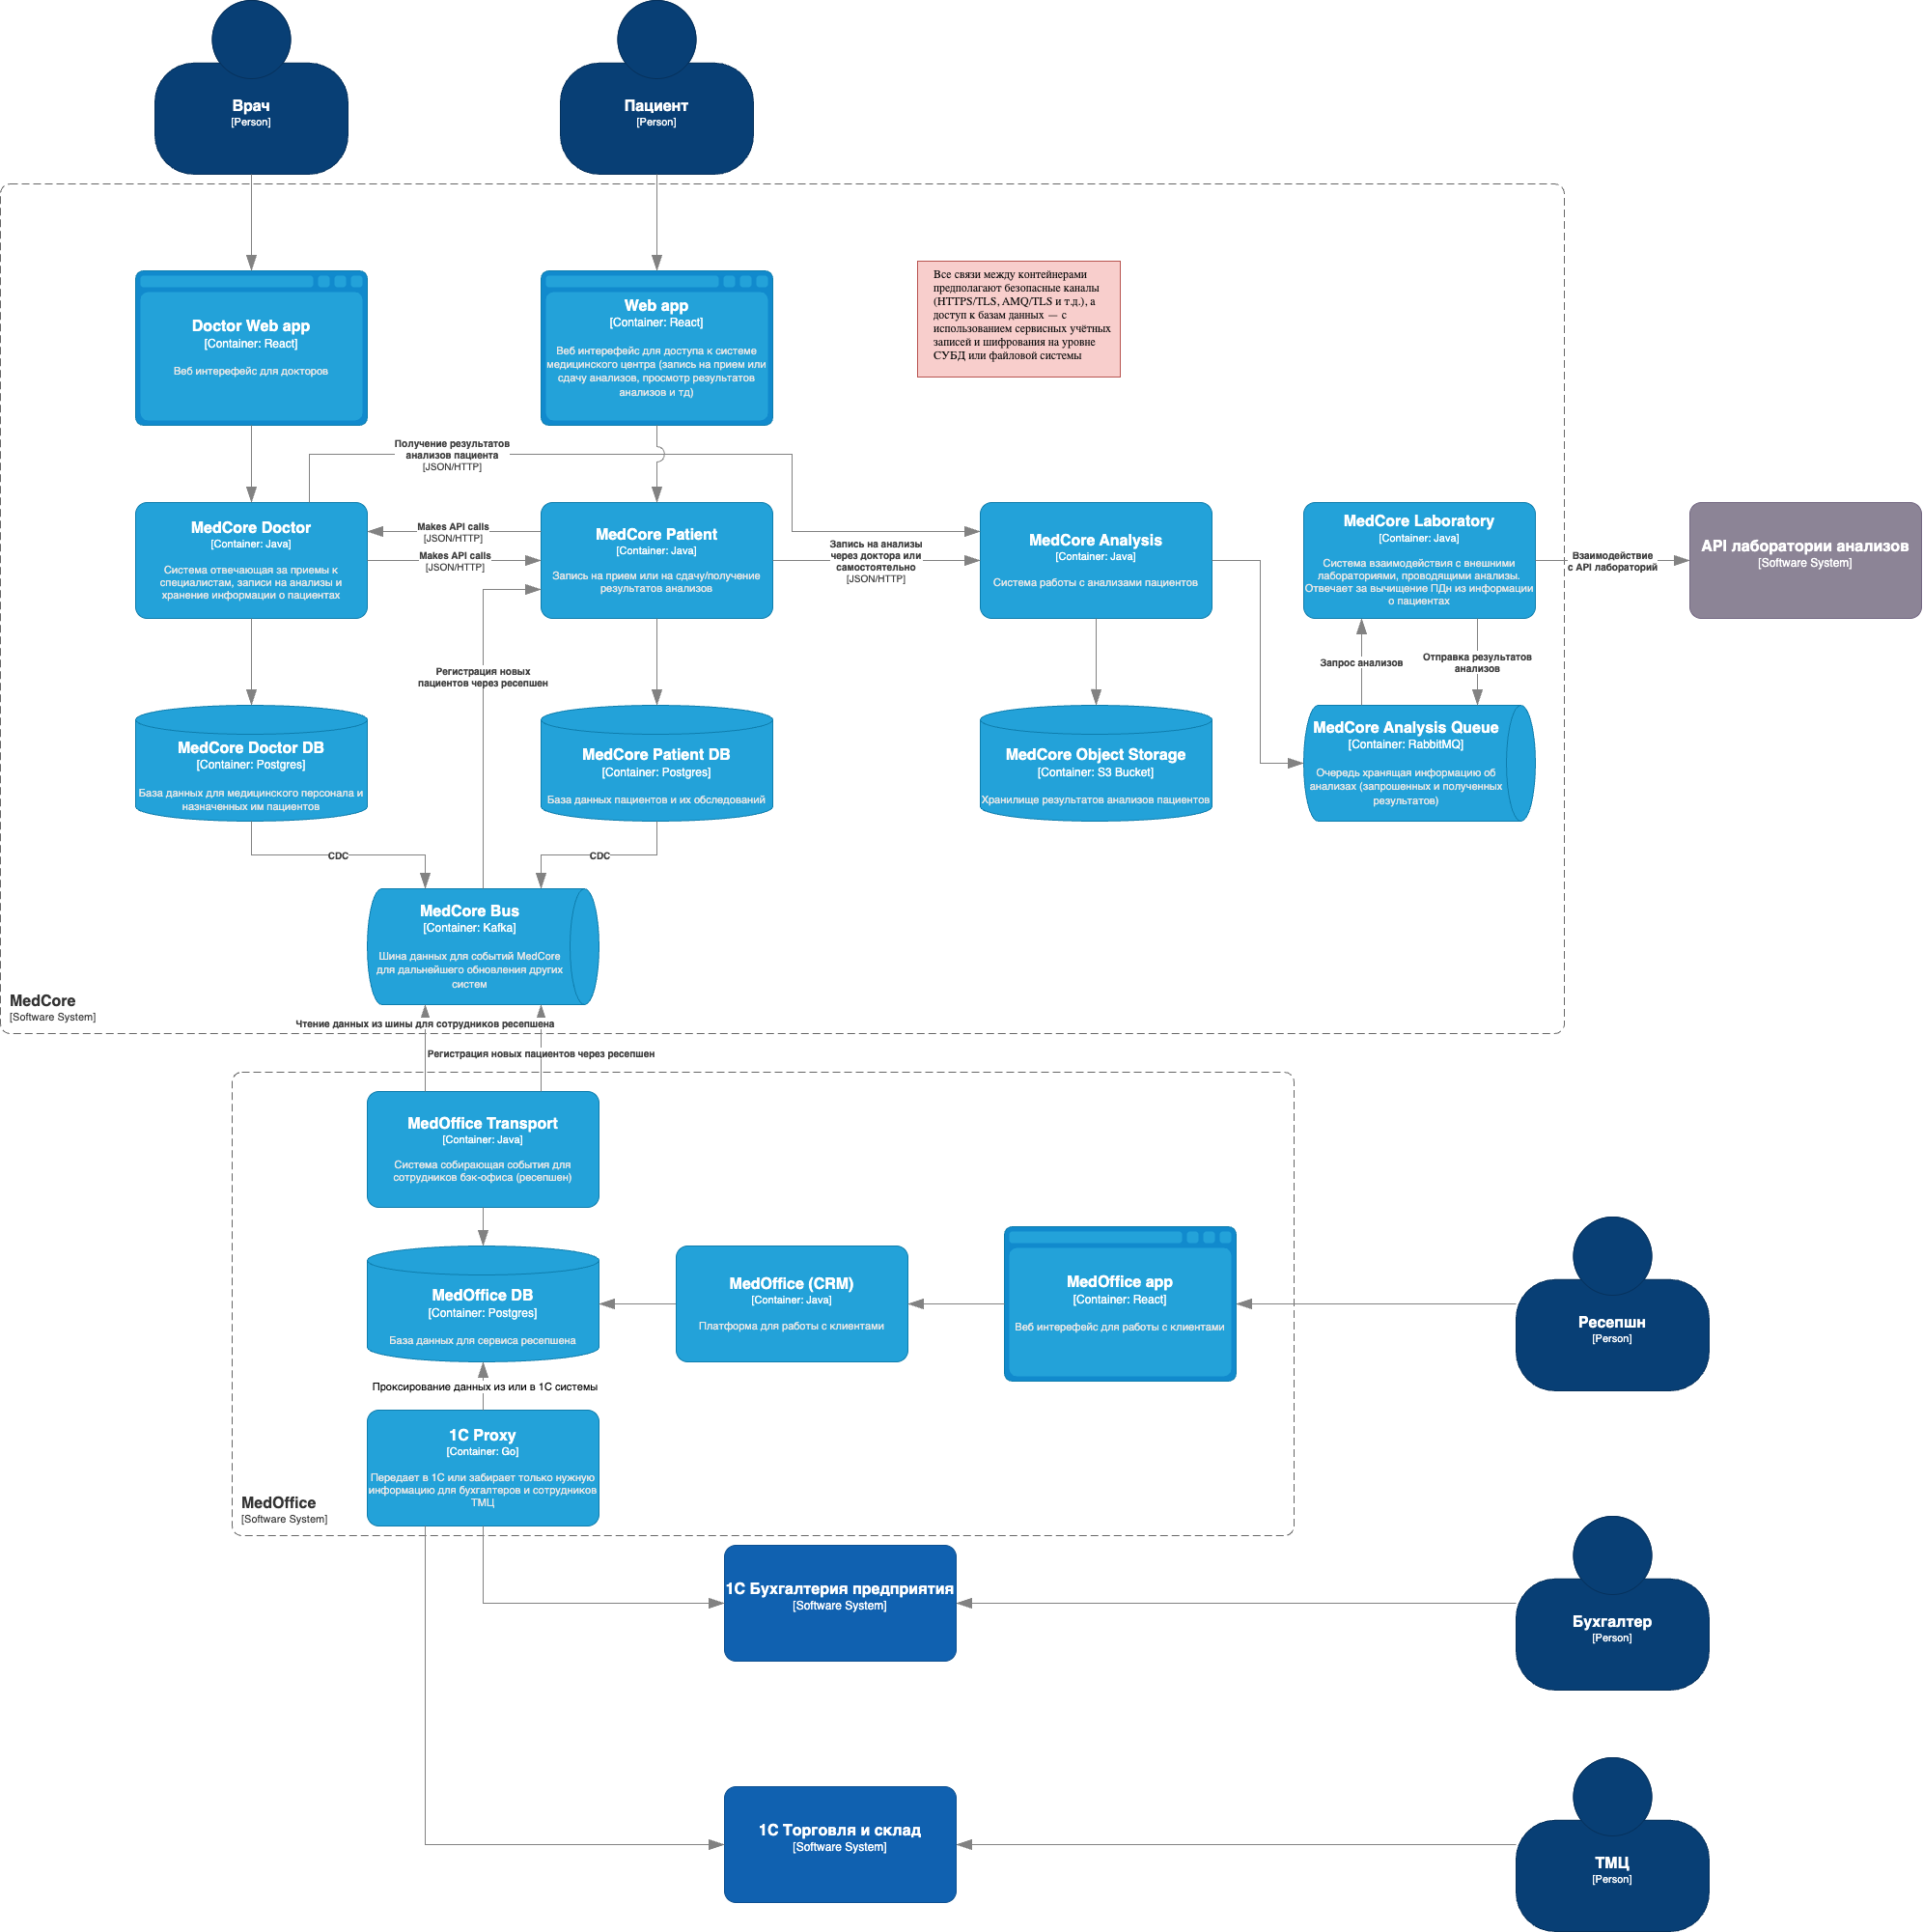 Врач
[Person]
Пациент
[Person]
Doctor Web app
[Container: React]
Веб интерефейс для докторов
Web app
[Container: React]
Веб интерефейс для доступа к системе
медицинского центра (запись на прием или
сдачу анализов, просмотр результатов
анализов и тд)
Все связи между контейнерами
предполагают безопасные каналы
(HTTPS/TLS, AMQ/TLS и т.д.), а
доступ к базам данных — с
использованием сервисных учётных
записей и шифрования на уровне
СУБД или файловой системы
Получение результатов
анализов пациента
[JSON/HTTP]
MedCore Doctor
[Container: Java]
Система отвечающая за приемы к
специалистам, записи на анализы и
хранение информации о пациентах
Makes API calls
[JSON/HTTP]
Makes API calls
[JSON/HTTP]
MedCore Patient
[Container: Java]
Запись на прием или на сдачу/получение
результатов анализов
Запись на анализы
через доктора или
самостоятельно
[JSON/HTTP]
MedCore Analysis
[Container: Java]
Система работы с анализами пациентов
MedCore Laboratory
[Container: Java]
Система взаимодействия с внешними
лабораториями, проводящими анализы.
Отвечает за вычищение ПДн из информации
о пациентах
Взаимодействие
с API лабораторий
API лаборатории анализов
[Software System]
Регистрация новых
пациентов через ресепшен
Запрос анализов
Отправка результатов
анализов
MedCore Doctor DB
[Container: Postgres]
База данных для медицинского персонала и
назначенных им пациентов
MedCore Patient DB
[Container: Postgres]
База данных пациентов и их обследований
MedCore Object Storage
[Container: S3 Bucket]
Хранилище результатов анализов пациентов
MedCore Analysis Queue
[Container: RabbitMQ]
Очередь хранящая информацию об
анализах (запрошенных и полученных
результатов)
CDC
CDC
MedCore Bus
[Container: Kafka]
Шина данных для событий MedCore
для дальнейшего обновления других
систем
MedCore
[Software System]
Чтение данных из шины для сотрудников ресепшена
Регистрация новых пациентов через ресепшен
MedOffice Transport
[Container: Java]
Система собирающая события для
сотрудников бэк-офиса (ресепшен)
MedOffice DB
[Container: Postgres]
База данных для сервиса ресепшена
MedOffice (CRM)
[Container: Java]
Платформа для работы с клиентами
MedOffice app
[Container: React]
Веб интерефейс для работы с клиентами
Ресепшн
[Person]
Проксирование данных из или в 1С системы
1C Proxy
[Container: Go]
Передает в 1С или забирает только нужную
информацию для бухгалтеров и сотрудников
ТМЦ
MedOffice
[Software System]
1С Бухгалтерия предприятия
[Software System]
Бухгалтер
[Person]
1С Торговля и склад
[Software System]
ТМЦ
[Person]